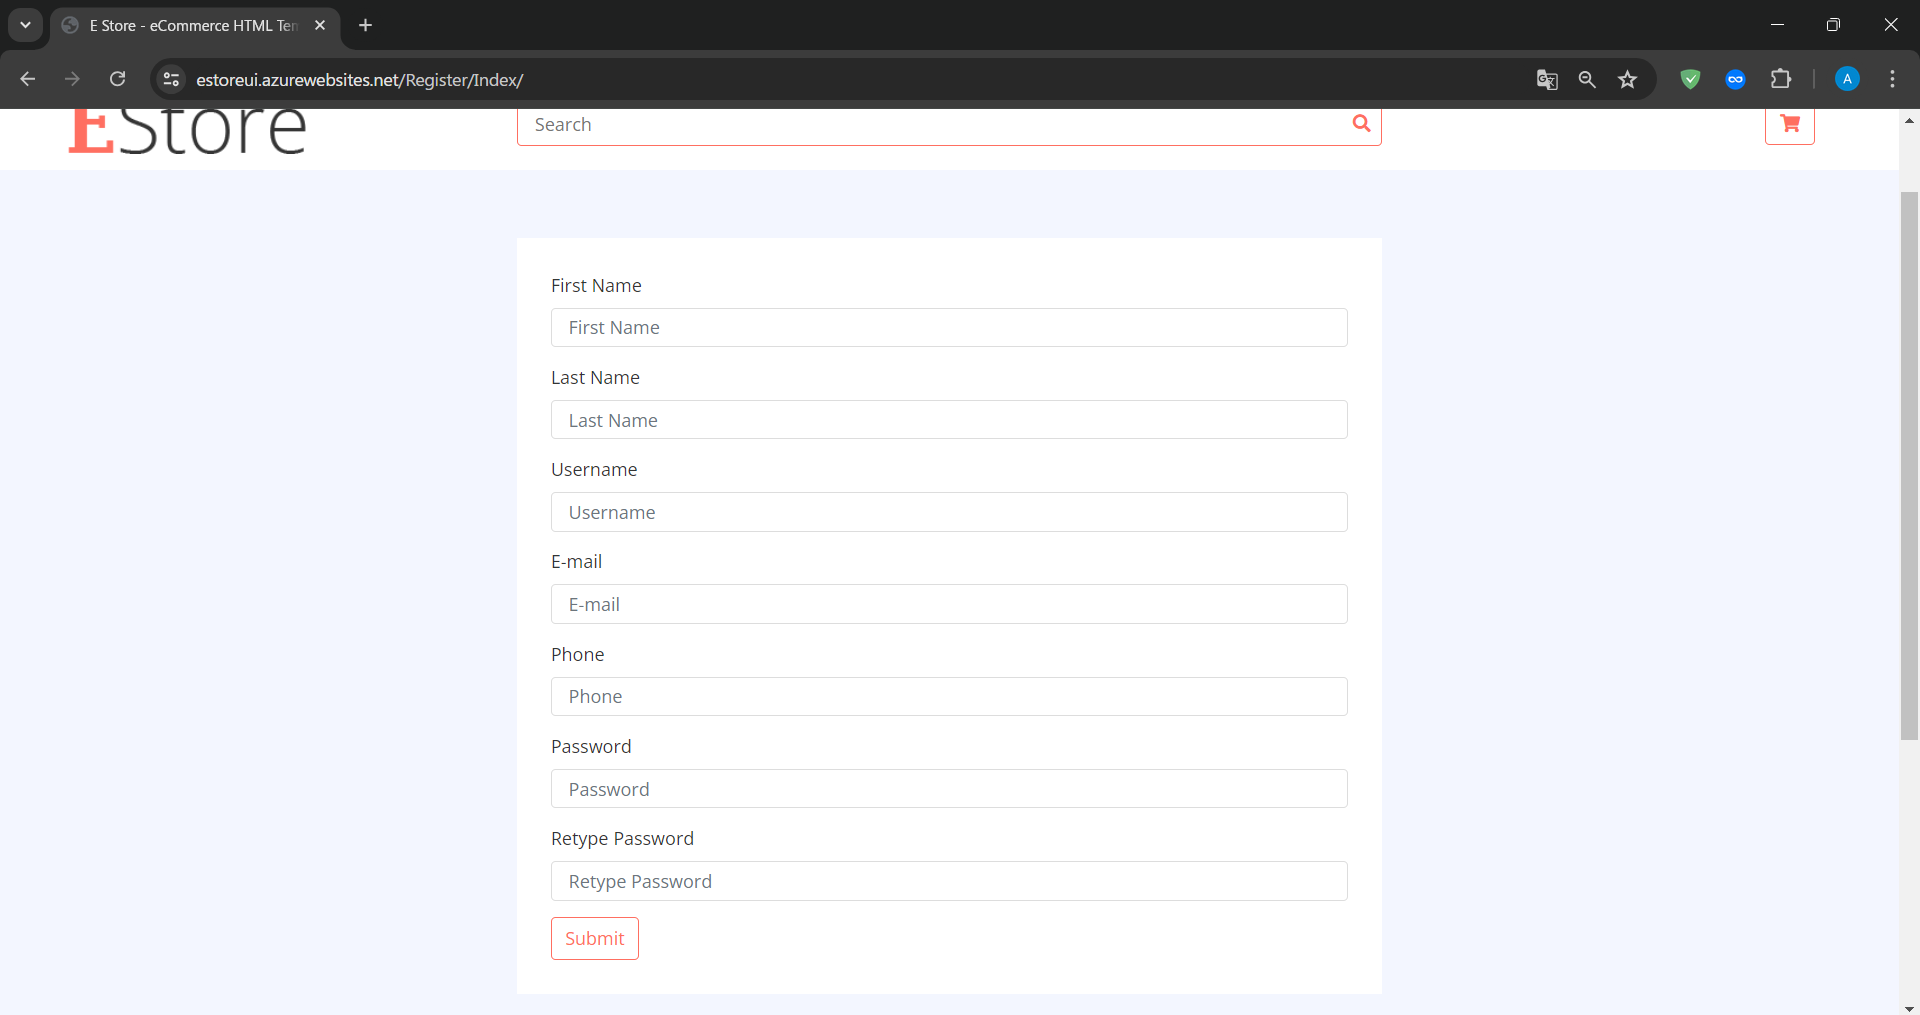 E Store - eCommerce HTML Ten
estoreui.azurewebsites.net/Register/Index/
A
EStore
Search
First Name
First Name
Last Name
Last Name
Username
Username
E-mail
E-mail
Phone
Phone
Password
Password
Retype Password
Retype Password
Submit